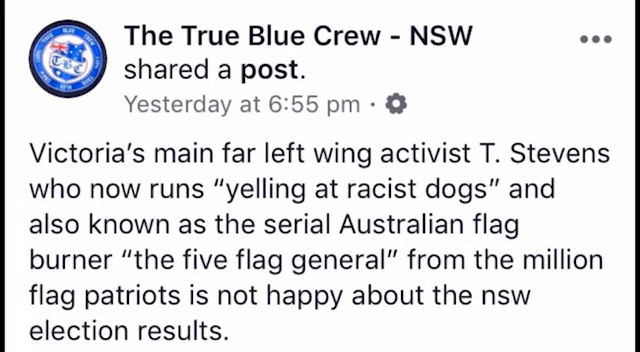 The True Blue Crew - NSW
shared a post.
Yesterday at 6:55 pm ·
Victoria's main far left wing activist T. Stevens
who now runs “yelling at racist dogs” and
also known as the serial Australian flag
burner “the five flag general” from the million
flag patriots is not happy about the nsw
election results.